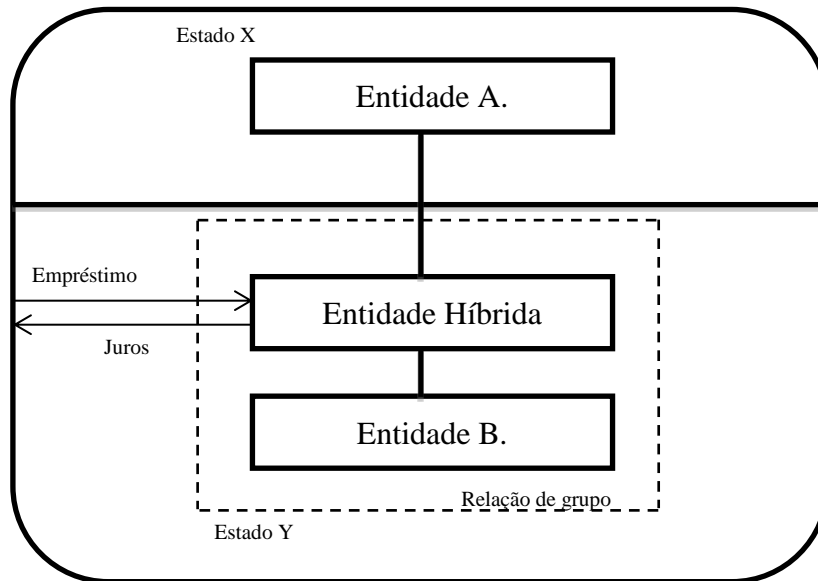 Estado X
Entidade A.
Empréstimo
Entidade Híbrida
Juros
Entidade B.
Relação de grupo
Estado Y